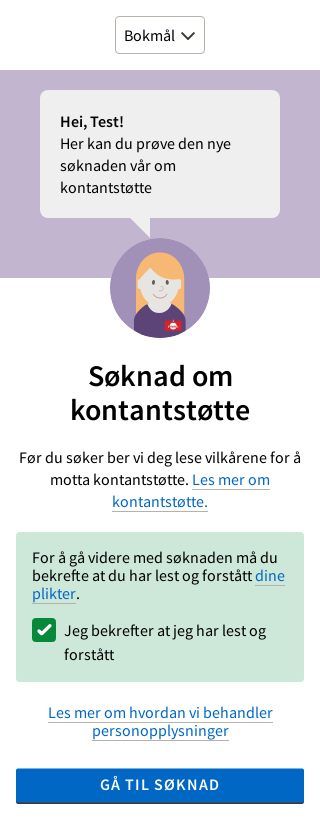 Bokmål
Hei, Test!
Her kan du prøve den nye
søknaden vår om
kontantstøtte
Søknad om
kontantstøtte
Før du søker ber vi deg lese vilkårene for å
motta kontantstøtte. Les mer om
kontantstøtte.
For å gå videre med søknaden må du
bekrefte at du har lest og forstått dine
plikter.
Jeg bekrefter at jeg har lest og
forstått
Les mer om hvordan vi behandler
personopplysninger
GÅ TIL SØKNAD